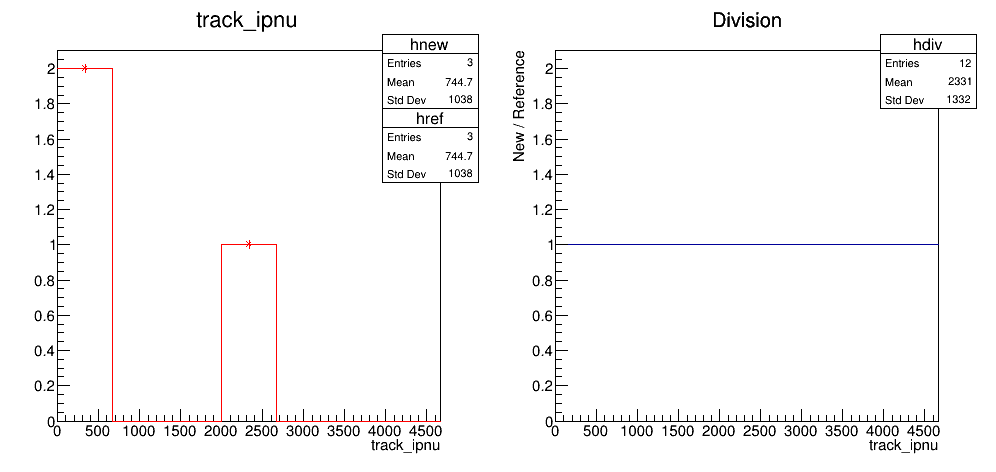 track_ipnu
hnew
Entries 3
Mean 744.7
Std Dev 1038
href
Entries 3
Mean 744.7
Std Dev 1038
2
1.8
1.6
1.4
1.2
1
0.8
0.6
0.4
0.2
0
0 500 1000 1500 2000 2500 3000 3500 4000 4500
track_ipnu
Division
hdiv
Entries 12
Mean 2331
Std Dev 1332
New / Reference
2
1.8
1.6
1.4
1.2
1
0.8
0.6
0.4
0.2
0
0 500 1000 1500 2000 2500 3000 3500 4000 4500
track_ipnu